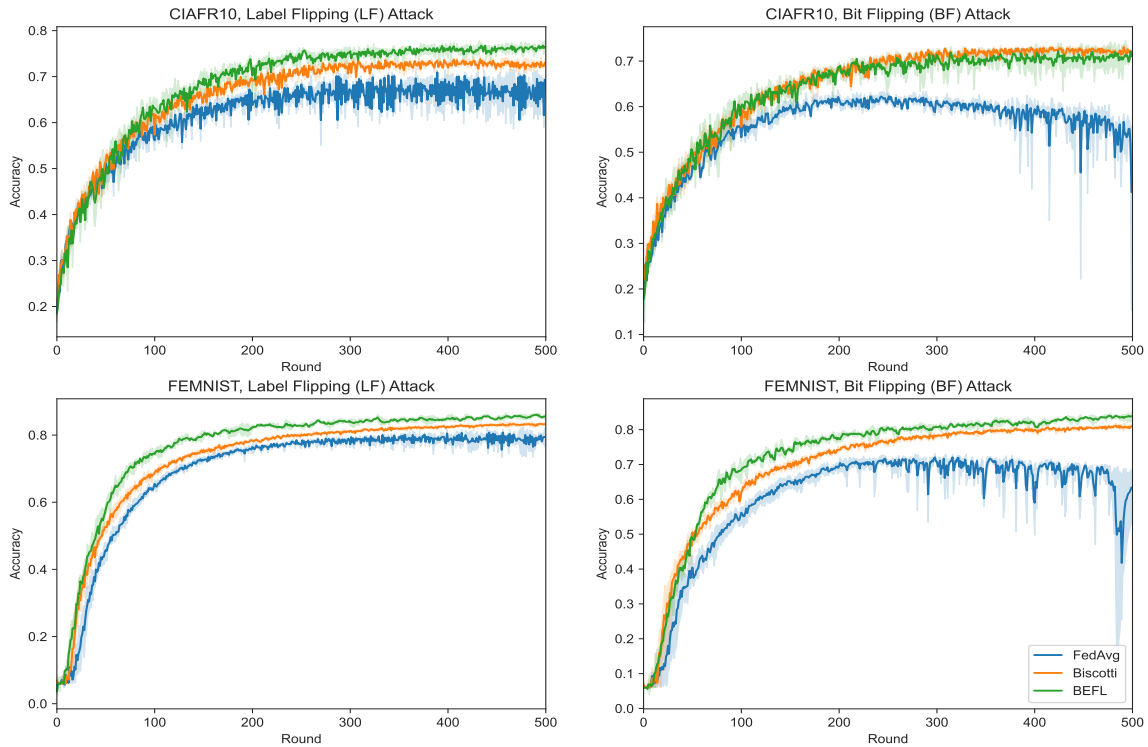 CIAFR10, Label Flipping (LF) Attack
0.8
0.7
0.6
0.5
0.4
0.3
0.2
Accuracy
0 100 200 300 400 500
Round
CIAFR10, Bit Flipping (BF) Attack
0.7
0.6
0.5
0.4
0.3
0.2
0.1
Accuracy
0 100 200 300 400 500
Round
FEMNIST, Label Flipping (LF) Attack
0.8
0.6
0.4
0.2
0.0
Accuracy
0 100 200 300 400 500
Round
FEMNIST, Bit Flipping (BF) Attack
0.8
0.7
0.6
0.5
0.4
0.3
0.2
0.1
0.0
Accuracy
0 100 200 300 400 500
Round
FedAvg
Biscotti
BEFL